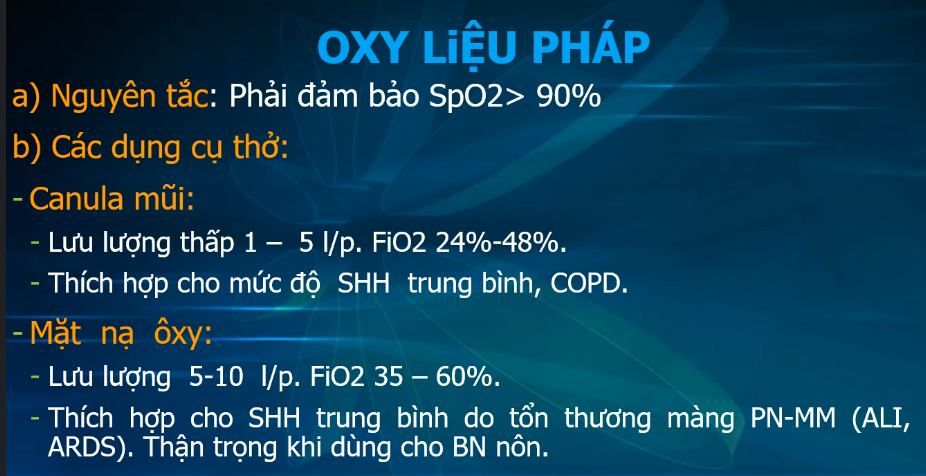 OXY LiỆU PHÁP
a) Nguyên tắc: Phải đảm bảo SpO2> 90%
b) Các dụng cụ thở:
- Canula mũi:
- Lưu lượng thấp 1 – 5 l/p. FiO2 24%-48%.
- Thích hợp cho mức độ SHH trung bình, COPD.
- Mặt nạ ôxy:
- Lưu lượng 5-10 l/p. FiO2 35 – 60%.
- Thích hợp cho SHH trung bình do tổn thương màng PN-MM (ALI,
ARDS). Thận trọng khi dùng cho BN nôn.